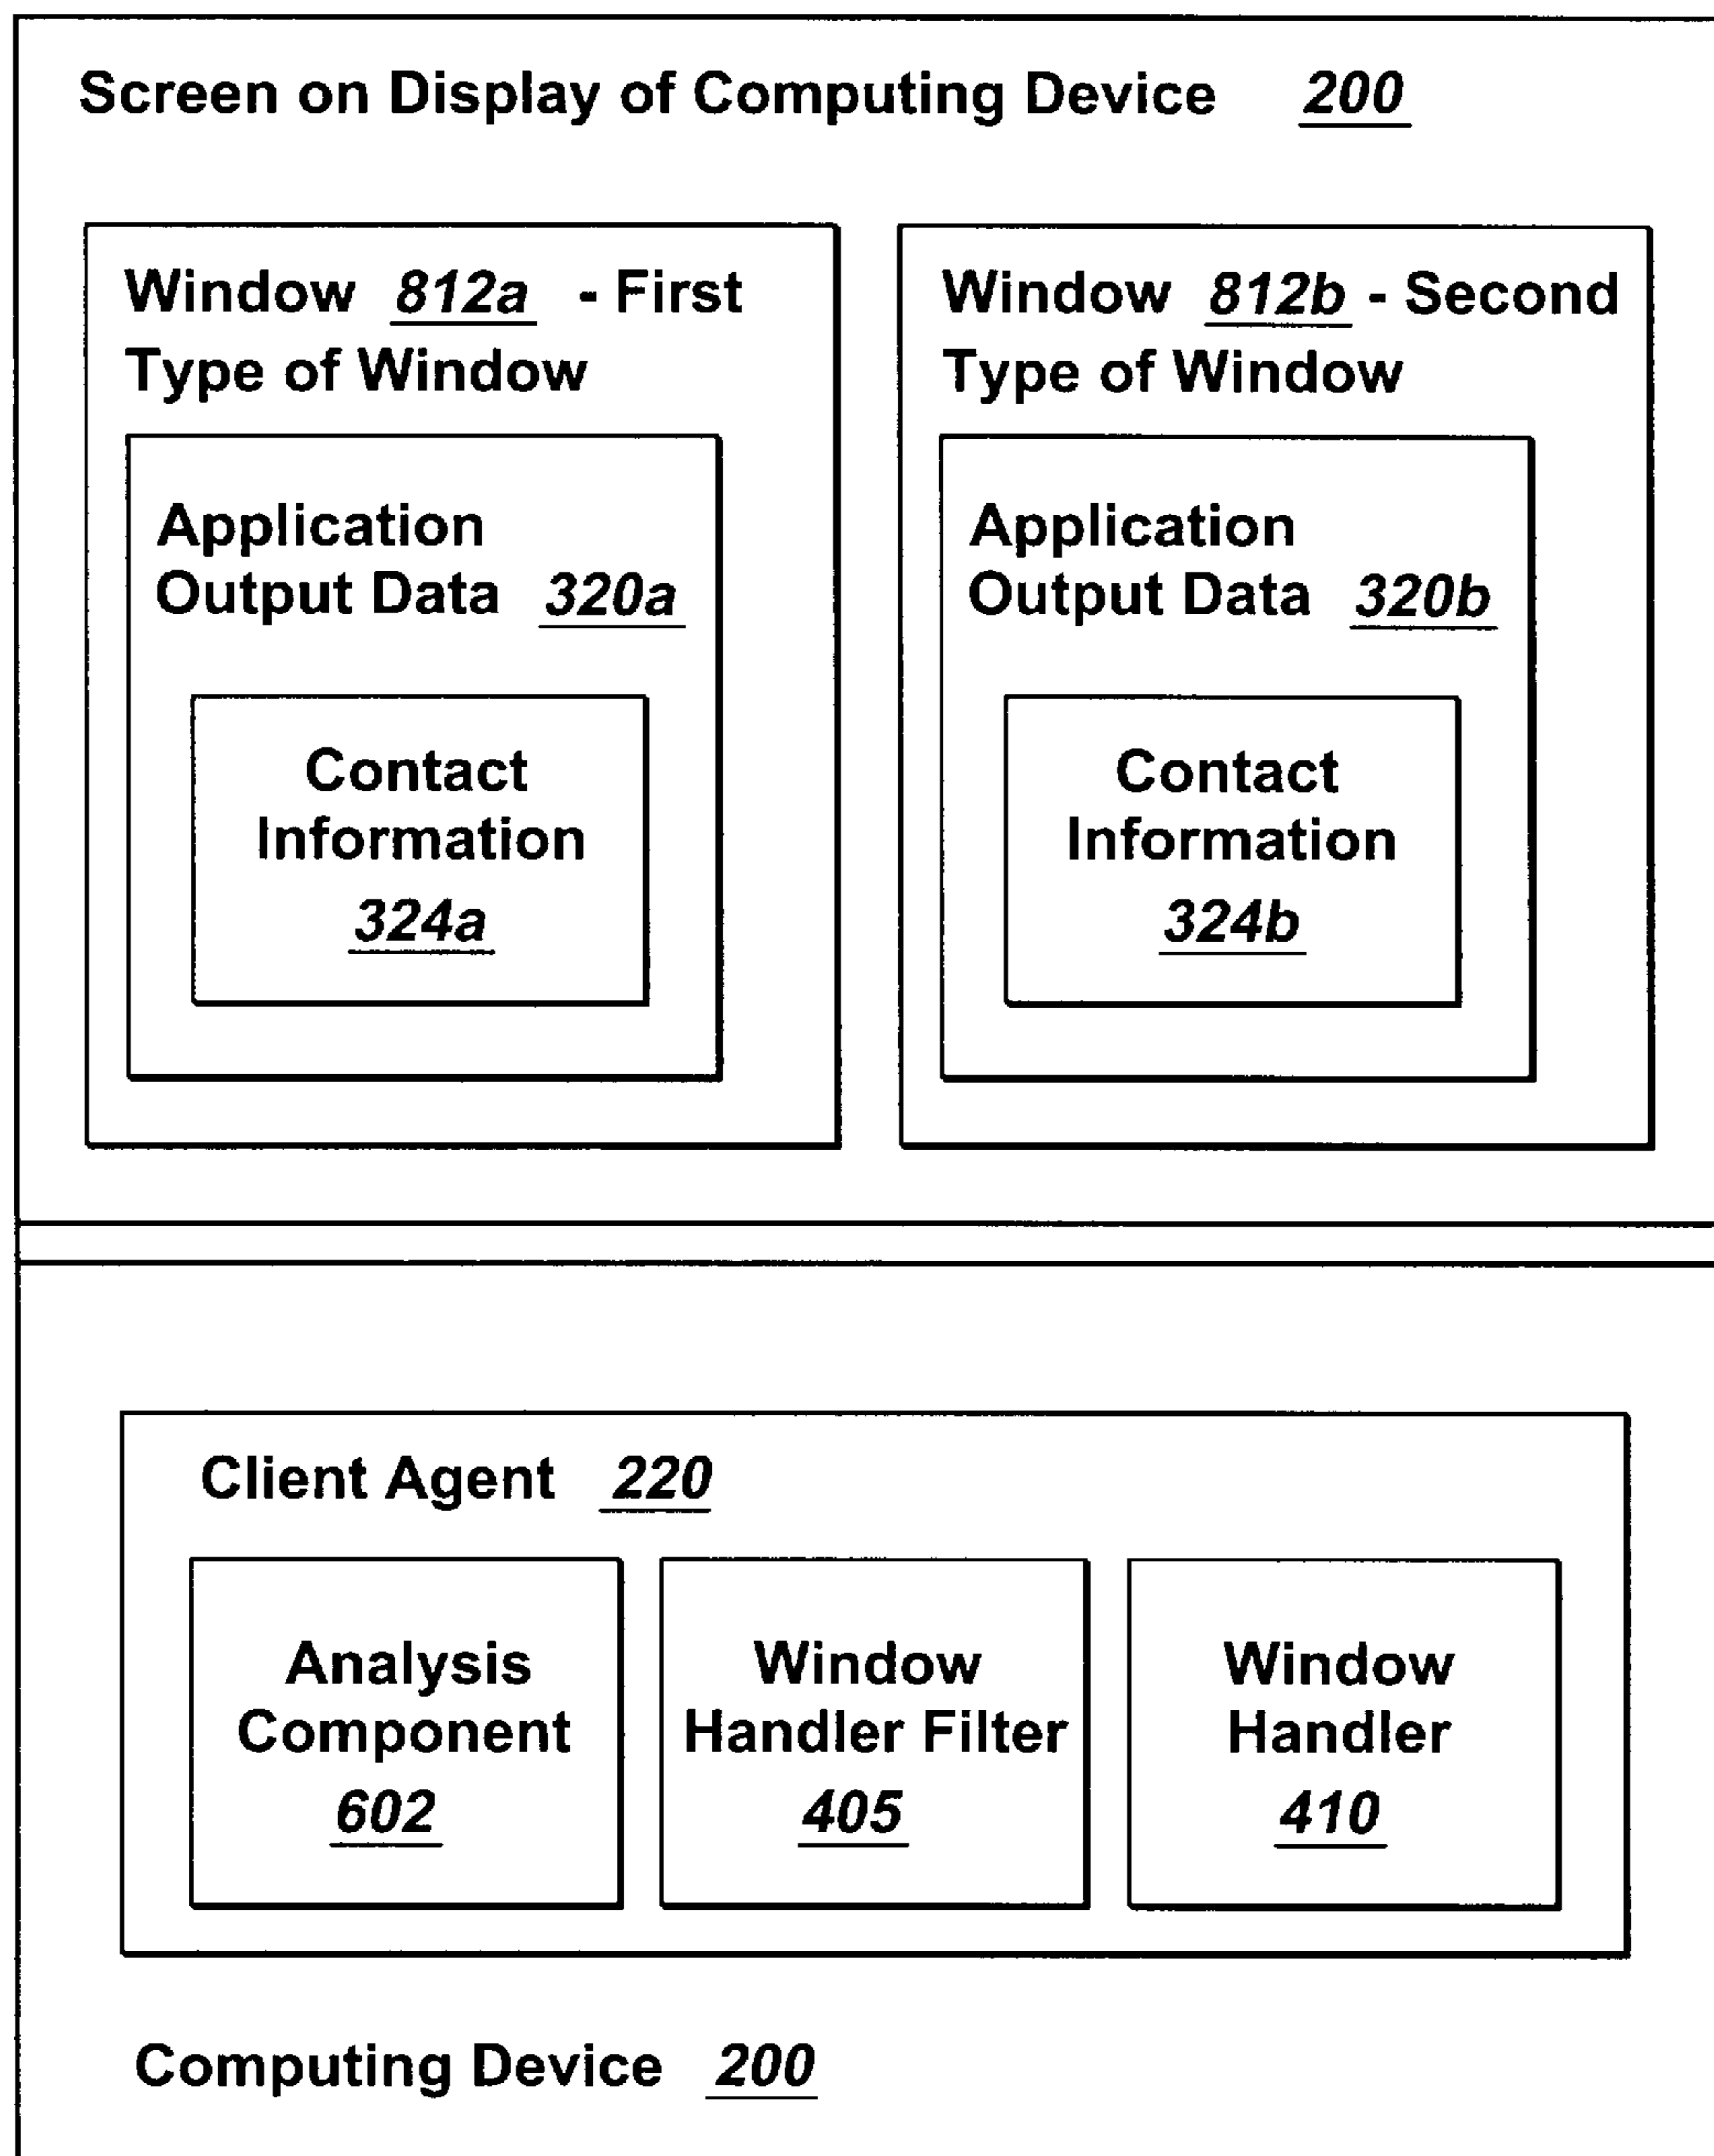 Screen on Display of Computing Device 200
Window 812a - First
Type of Window
Application
Output Data 320a
Contact
Information
324a
Window 812b - Second
Type of Window
Application
Output Data 320b
Contact
Information
324b
Client Agent 220
Analysis
Component
602
Window
Handler Filter
405
Window
Handler
410
Computing Device 200